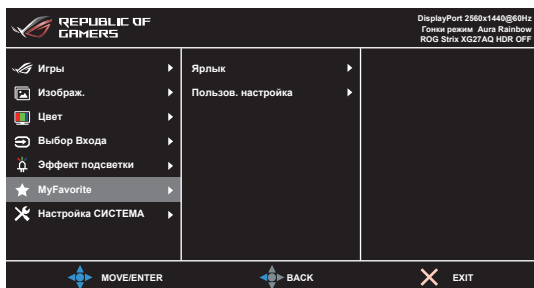 REPUBLIC OF
GAMERS
DisplayPort 2560x1440@60Hz
Гонки режим Aura Rainbow
ROG Strix XG27AQ HDR OFF
Игры
Изображ.
Цвет
Выбор Входа
Эффект подсветки
MyFavorite
Настройка СИСТЕМА
Ярлык
Пользов. настройка
MOVE/ENTER
BACK
EXIT